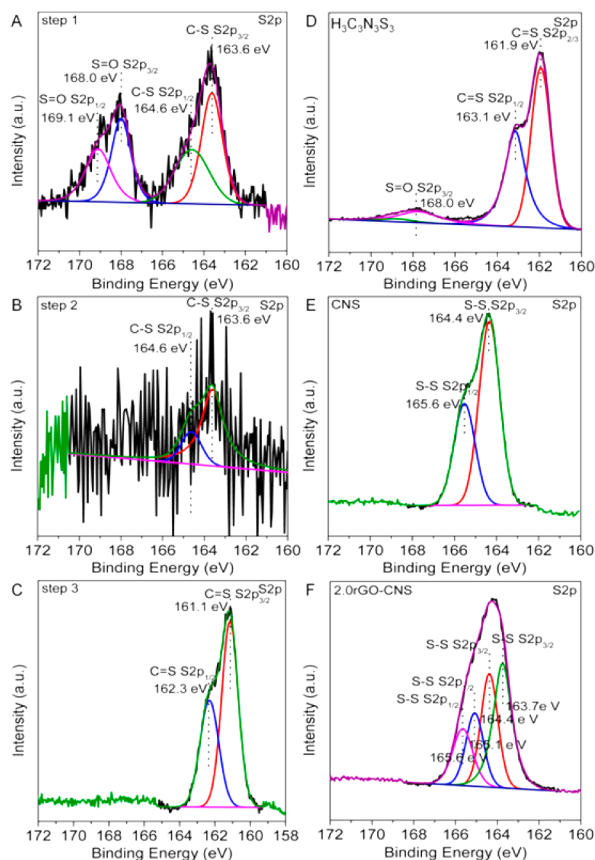 A
step 1
S2p
C-S S2p3/2
163.6 eV
S=O S2p3/2
168.0 eV
C-S S2p1/2
164.6 eV
S=O S2p1/2
169.1 eV
Intensity (a.u.)
172 170 168 166 164 162 160
Binding Energy (eV)
D
H3C3N3S3
S2p
C=S S2p2/3
161.9 eV
C=S S2p1/2
163.1 eV
S=O S2p3/2
168.0 eV
Intensity (a.u.)
172 170 168 166 164 162 160
Binding Energy (eV)
B
step 2
C-S S2p3/2
S2p
163.6 eV
C-S S2p1/2
164.6 eV
Intensity (a.u.)
172 170 168 166 164 162 160
Binding Energy (eV)
E
CNS
S-S S2p3/2
S2p
164.4 eV
S-S S2p1/2
165.6 eV
Intensity (a.u.)
172 170 168 166 164 162 160
Binding Energy (eV)
C
step 3
S2p
C=S S2p3/2
161.1 eV
C=S S2p1/2
162.3 eV
Intensity (a.u.)
170 168 166 164 162 160 158
Binding Energy (eV)
F
2.0rGO-CNS
S2p
S-S S2p3/2
S-S S2p3/2
S-S S2p1/2
S-S S2p1/2
163.7e V
164.4 e V
165.1 e V
165.6 e V
Intensity (a.u.)
172 170 168 166 164 162 160
Binding Energy (eV)